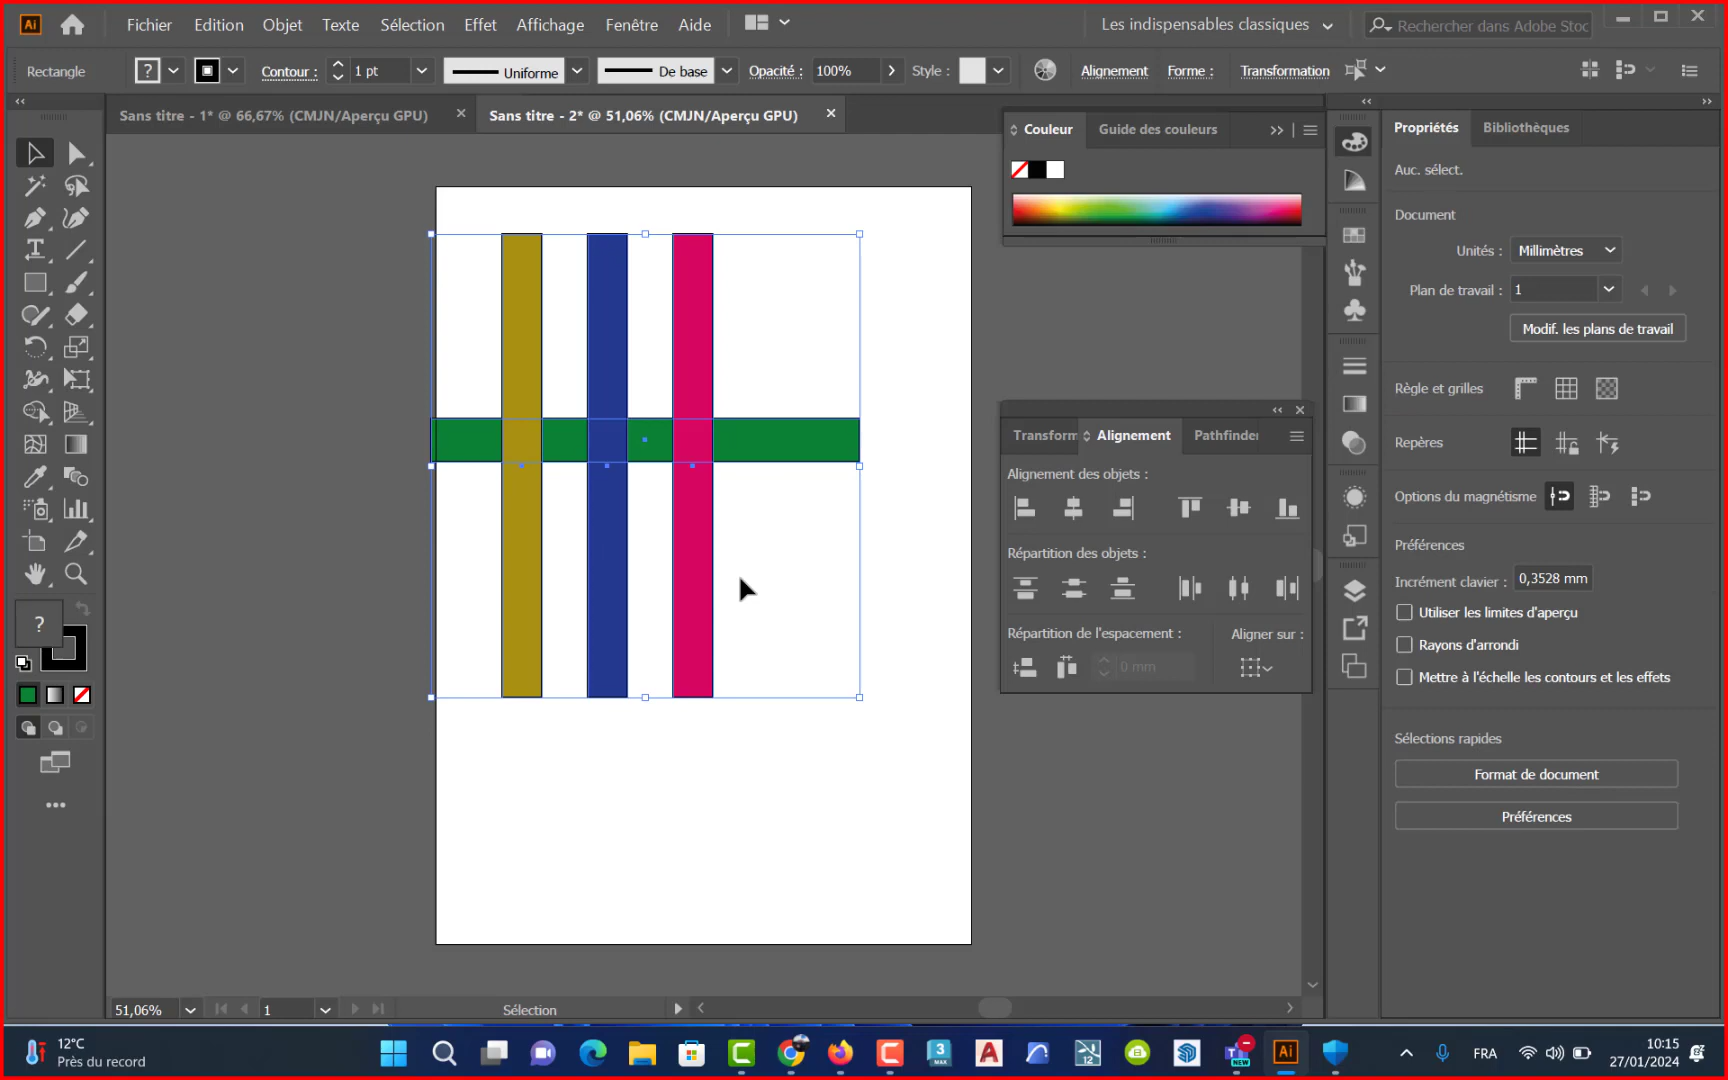 Ai Fichier Edition Objet Texte Sélection Effet Affichage Fenêtre Aide Les indispensables classiques Rechercher dans Adobe Stoc
Rectangle ? Contour : 1 pt Uniforme De base Opacité : 100% Style : Alignement Forme : Transformation
Sans titre - 1* @ 66,67% (CMJN/Aperçu GPU) Sans titre - 2* @ 51,06% (CMJN/Aperçu GPU)
Couleur Guide des couleurs
Propriétés Bibliothèques
Auc. sélect.
Document
Unités : Millimètres
Plan de travail : 1
Modif. les plans de travail
Règle et grilles
Repères
Options du magnétisme
Préférences
Incrément clavier : 0,3528 mm
Utiliser les limites d'aperçu
Rayons d'arrondi
Mettre à l'échelle les contours et les effets
Sélections rapides
Format de document
Préférences
Transform Alignement Pathfinder
Alignement des objets :
Répartition des objets :
Répartition de l'espacement : Aligner sur :
0 mm
?
51,06% 1 Sélection
12°C
Près du record
3
MAX
A
12
NEW
Ai
FRA
10:15
27/01/2024